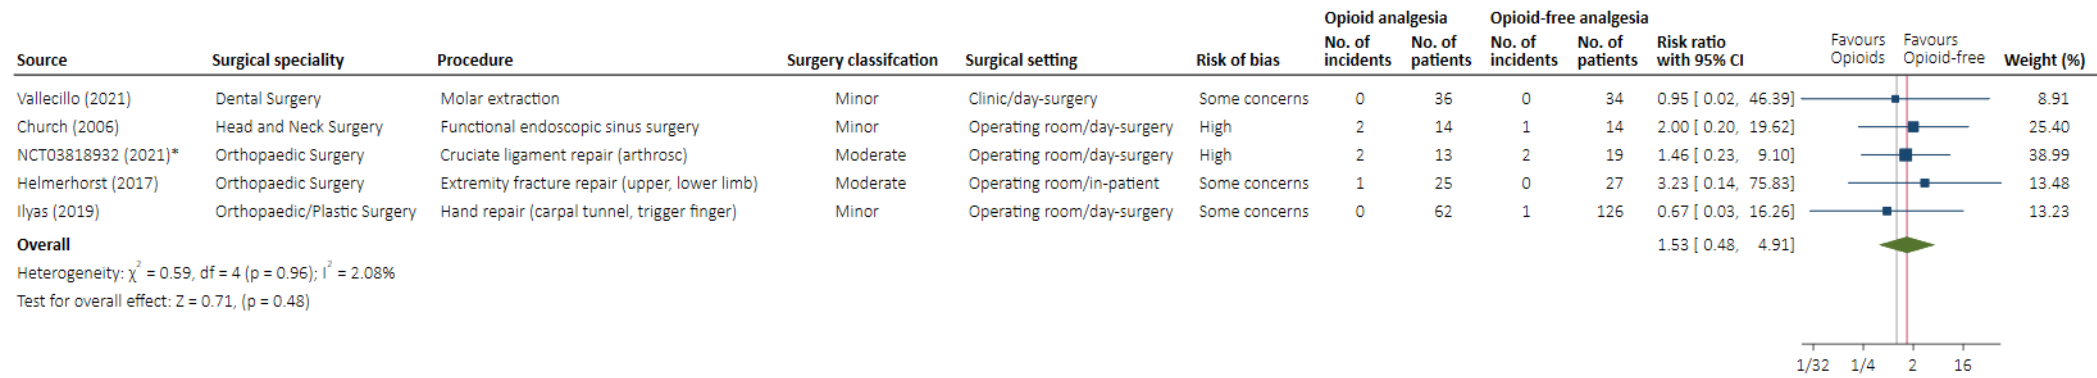 Opioid analgesia Opioid-free analgesia
Source Surgical speciality Procedure Surgery classifcation Surgical setting Risk of bias No. of incidents No. of patients No. of incidents No. of patients Risk ratio with 95% CI Favours Opioids Favours Opioid-free Weight (%)
Vallecillo (2021) Dental Surgery Molar extraction Minor Clinic/day-surgery Some concerns 0 36 0 34 0.95 [ 0.02, 46.39] 8.91
Church (2006) Head and Neck Surgery Functional endoscopic sinus surgery Minor Operating room/day-surgery High 2 14 1 14 2.00 [ 0.20, 19.62] 25.40
NCT03818932 (2021)* Orthopaedic Surgery Cruciate ligament repair (arthrosc) Moderate Operating room/day-surgery High 2 13 2 19 1.46 [ 0.23, 9.10] 38.99
Helmerhorst (2017) Orthopaedic Surgery Extremity fracture repair (upper, lower limb) Moderate Operating room/in-patient Some concerns 1 25 0 27 3.23 [ 0.14, 75.83] 13.48
Ilyas (2019) Orthopaedic/Plastic Surgery Hand repair (carpal tunnel, trigger finger) Minor Operating room/day-surgery Some concerns 0 62 1 126 0.67 [ 0.03, 16.26] 13.23
Overall 1.53 [ 0.48, 4.91]
Heterogeneity: χ² = 0.59, df = 4 (p = 0.96); I² = 2.08%
Test for overall effect: Z = 0.71, (p = 0.48)
1/32 1/4 2 16